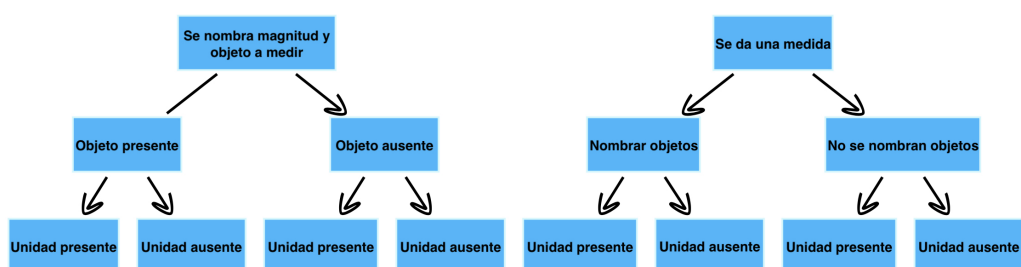 Se nombra magnitud y
objeto a medir
Se da una medida
Objeto presente
Objeto ausente
Nombrar objetos
No se nombran objetos
Unidad presente
Unidad ausente
Unidad presente
Unidad ausente
Unidad presente
Unidad ausente
Unidad presente
Unidad ausente